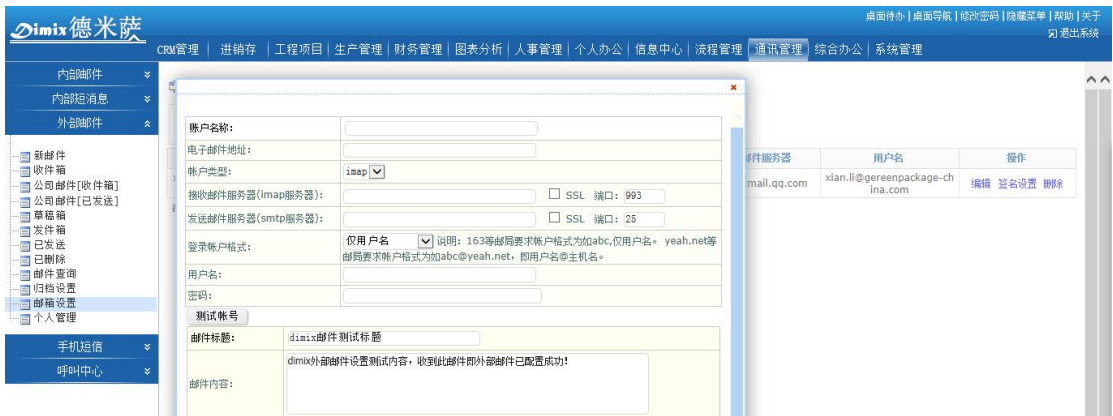 Dimix德米萨
桌面待办 | 桌面导航 | 修改密码 | 隐藏菜单 | 帮助 | 关于
退出系统
CRM管理 | 进销存 | 工程项目 | 生产管理 | 财务管理 | 图表分析 | 人事管理 | 个人办公 | 信息中心 | 流程管理 | 通讯管理 | 综合办公 | 系统管理
内部邮件
内部短消息
外部邮件
新邮件
收件箱
公司邮件[收件箱]
公司邮件[已发送]
草稿箱
发件箱
已发送
已删除
邮件查询
归档设置
邮箱设置
个人管理
手机短信
呼叫中心
账户名称:
电子邮件地址:
帐户类型: imap
接收邮件服务器(imap服务器): SSL 端口: 993
发送邮件服务器(smtp服务器): SSL 端口: 25
登录帐户格式: 仅用户名 说明: 163等邮局要求帐户格式为如abc,仅用户名。 yeah.net等
邮局要求帐户格式为如abc@yeah.net, 即用户名@主机名。
用户名:
密码:
测试帐号
邮件标题: dimix邮件测试标题
邮件内容: dimix外部邮件设置测试内容, 收到此邮件即外部邮件已配置成功!
件服务器 用户名 操作
mail.qq.com xian.li@gereenpackage-ch
ina.com 编辑 签名设置 删除